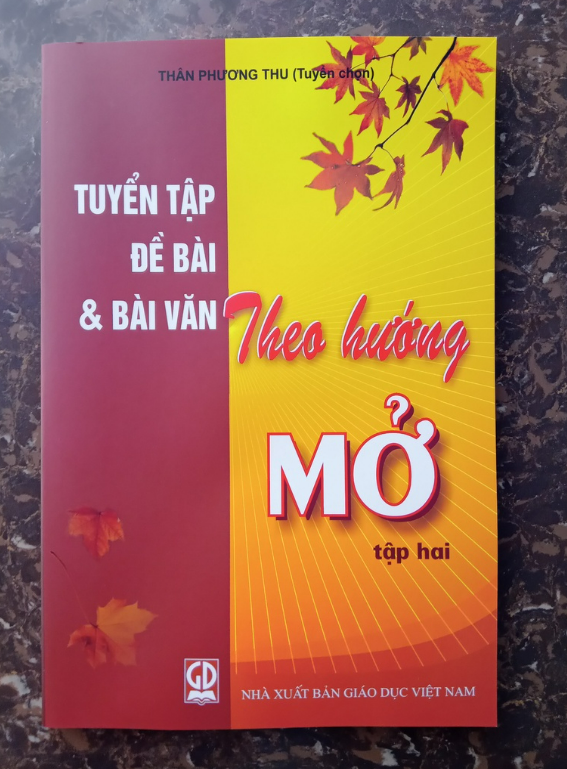 THÂN PHƯƠNG THU (Tuyển chọn)
TUYỂN TẬP
ĐỀ BÀI
& BÀI VĂN
Theo hướng
MỞ
tập hai
GD
NHÀ XUẤT BẢN GIÁO DỤC VIỆT NAM